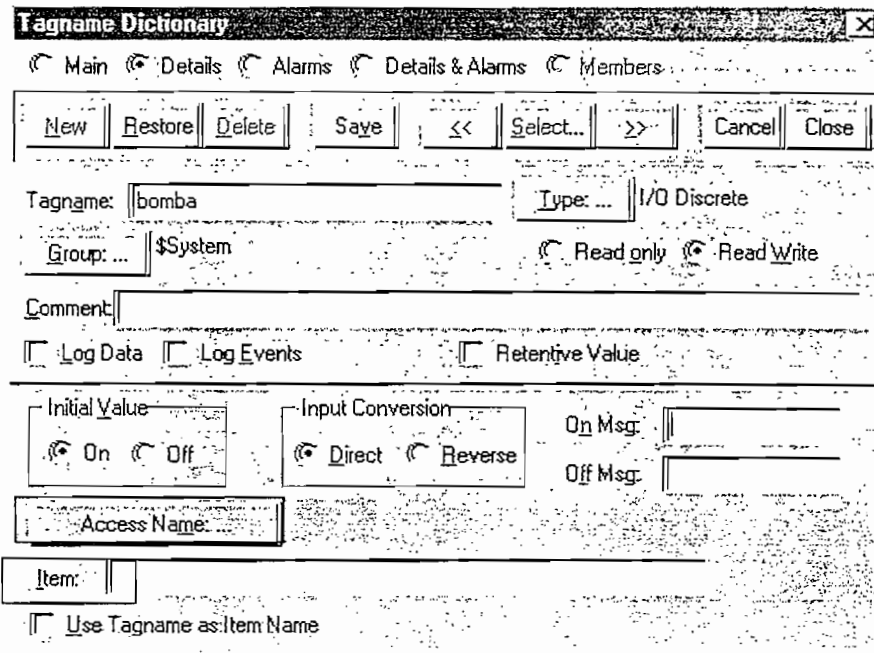 Tagname Dictionary
Main Details Alarms Details & Alarms Members
New Restore Delete Save << Select... >> Cancel Close
Tagname: bomba Type: ... I/O Discrete
Group: ... $System Read only Read Write
Comment:
Log Data Log Events Retentive Value
Initial Value Input Conversion On Msg:
On Off Direct Reverse
Off Msg:
Access Name: ...
Item:
Use Tagname as Item Name